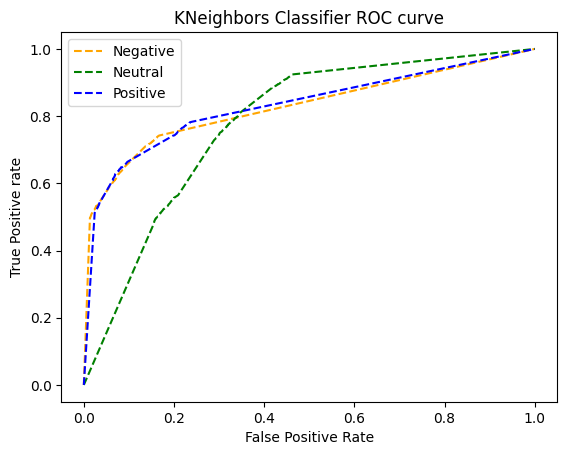 KNeighbors Classifier ROC curve
True Positive rate
1.0
0.8
0.6
0.4
0.2
0.0
Negative
Neutral
Positive
0.0 0.2 0.4 0.6 0.8 1.0
False Positive Rate